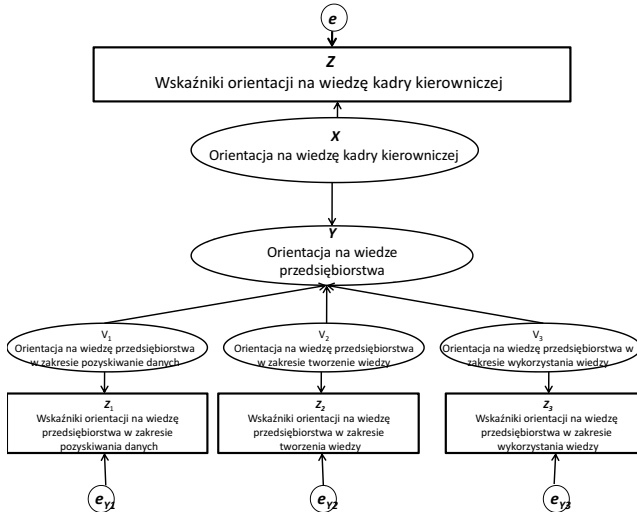 e
Z
Wskaźniki orientacji na wiedzę kadry kierowniczej
X
Orientacja na wiedzę kadry kierowniczej
Y
Orientacja na wiedze
przedsiębiorstwa
V₁
Orientacja na wiedzę przedsiębiorstwa
w zakresie pozyskiwanie danych
V₂
Orientacja na wiedzę przedsiębiorstwa
w zakresie tworzenie wiedzy
V₃
Orientacja na wiedzę przedsiębiorstwa w
zakresie wykorzystania wiedzy
Z₁
Wskaźniki orientacji na wiedzę
przedsiębiorstwa w zakresie
pozyskiwania danych
Z₂
Wskaźniki orientacji na wiedzę
przedsiębiorstwa w zakresie
tworzenia wiedzy
Z₃
Wskaźniki orientacji na wiedzę
przedsiębiorstwa w zakresie
wykorzystania wiedzy
e_Y1
e_Y2
e_Y3